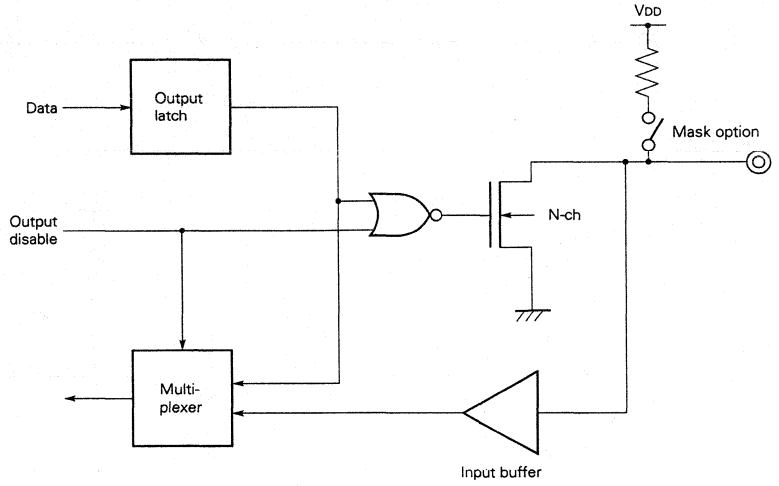 VDD
Data
Output
latch
Mask option
Output
disable
N-ch
Multi-
plexer
Input buffer